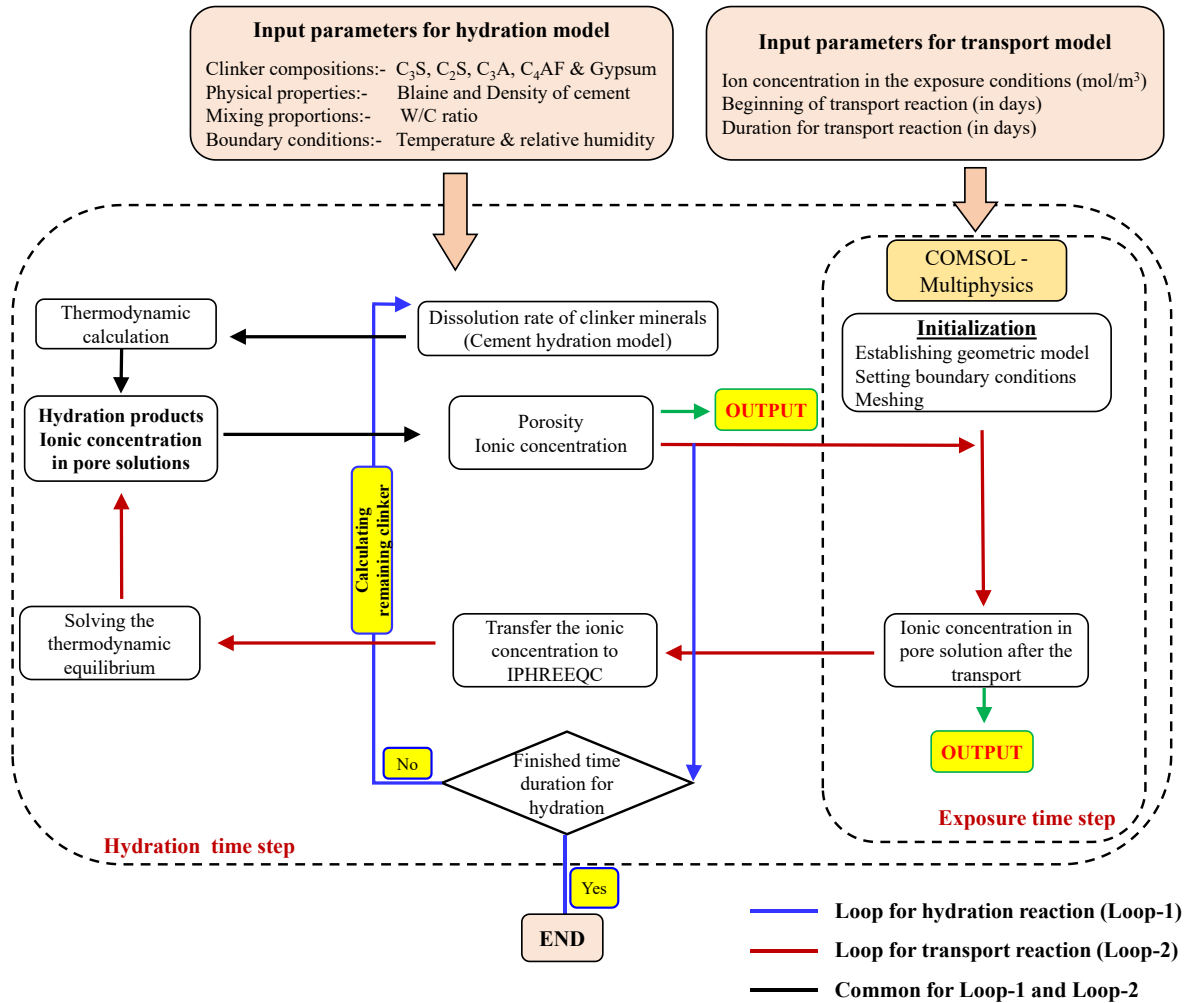 Input parameters for hydration model
Clinker compositions:- C₃S, C₂S, C₃A, C₄AF & Gypsum
Physical properties:- Blaine and Density of cement
Mixing proportions:- W/C ratio
Boundary conditions:- Temperature & relative humidity
Input parameters for transport model
Ion concentration in the exposure conditions (mol/m³)
Beginning of transport reaction (in days)
Duration for transport reaction (in days)
COMSOL -
Multiphysics
Initialization
Establishing geometric model
Setting boundary conditions
Meshing
Thermodynamic
calculation
Dissolution rate of clinker minerals
(Cement hydration model)
Hydration products
Ionic concentration
in pore solutions
Porosity
Ionic concentration
OUTPUT
Calculating
remaining clinker
Solving the
thermodynamic
equilibrium
Transfer the ionic
concentration to
IPHREEQC
Ionic concentration in
pore solution after the
transport
OUTPUT
No
Finished time
duration for
hydration
Hydration time step
Exposure time step
Yes
END
Loop for hydration reaction (Loop-1)
Loop for transport reaction (Loop-2)
Common for Loop-1 and Loop-2